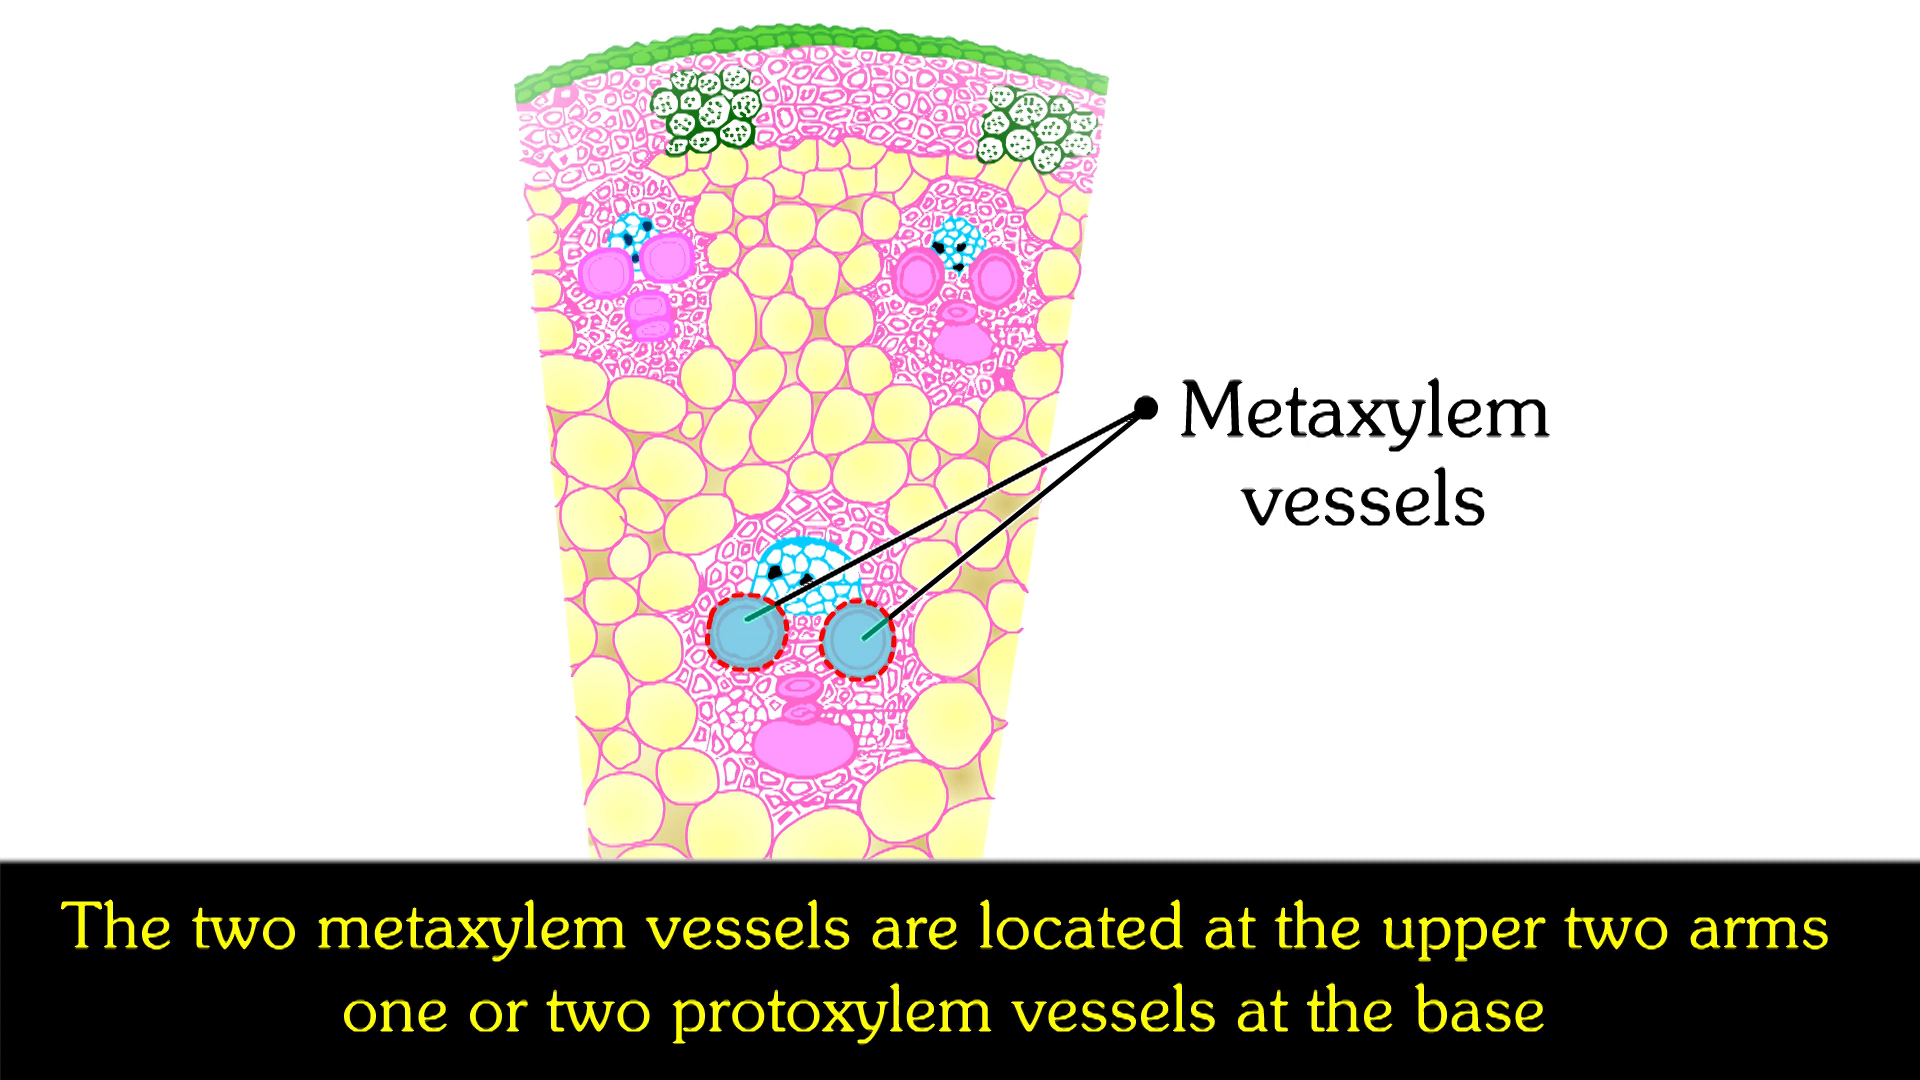 Metaxylem
vessels
The two metaxylem vessels are located at the upper two arms
one or two protoxylem vessels at the base